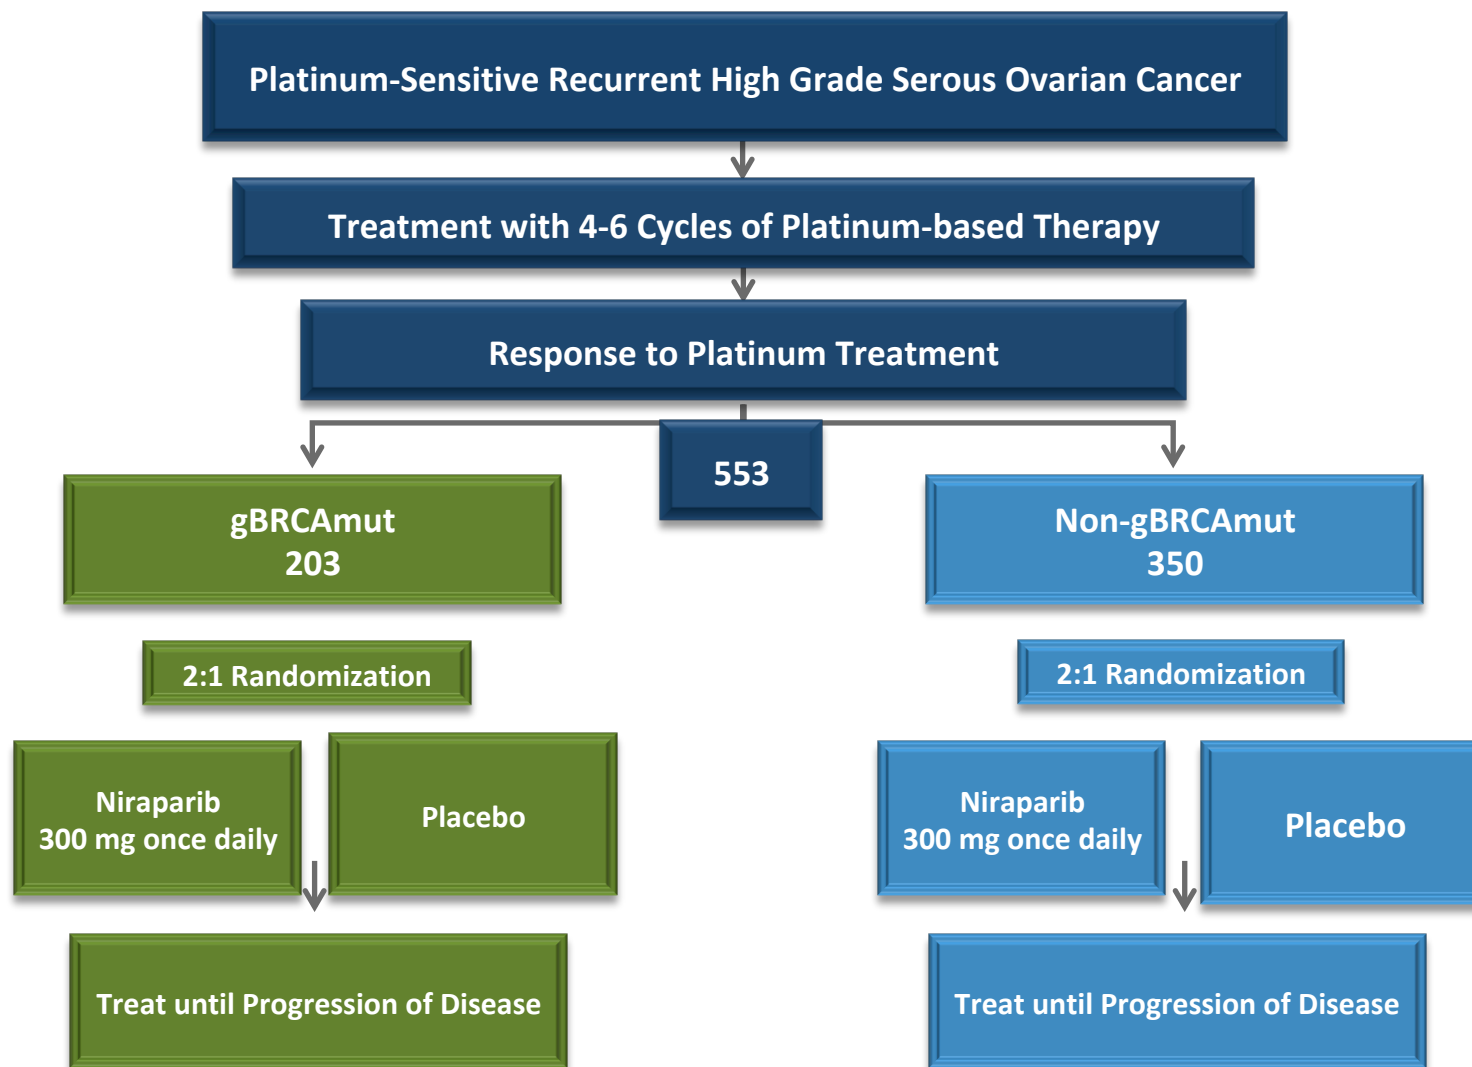 Platinum-Sensitive Recurrent High Grade Serous Ovarian Cancer
Treatment with 4-6 Cycles of Platinum-based Therapy
Response to Platinum Treatment
553
gBRCAmut
203
Non-gBRCAmut
350
2:1 Randomization
2:1 Randomization
Niraparib
300 mg once daily
Placebo
Niraparib
300 mg once daily
Placebo
Treat until Progression of Disease
Treat until Progression of Disease